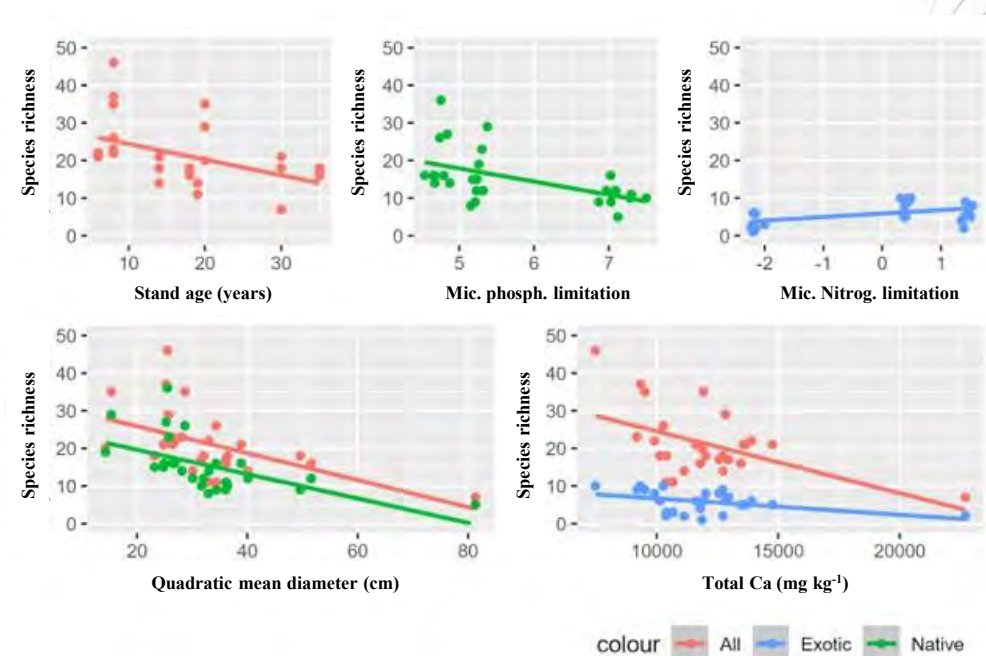 Species richness
50
40
30
20
10
0
10 20 30
Stand age (years)
Species richness
50
40
30
20
10
0
5 6 7
Mic. phosph. limitation
Species richness
50
40
30
20
10
0
-2 -1 0 1
Mic. Nitrog. limitation
Species richness
50
40
30
20
10
0
20 40 60 80
Quadratic mean diameter (cm)
Species richness
50
40
30
20
10
0
10000 15000 20000
Total Ca (mg kg⁻¹)
colour All Exotic Native